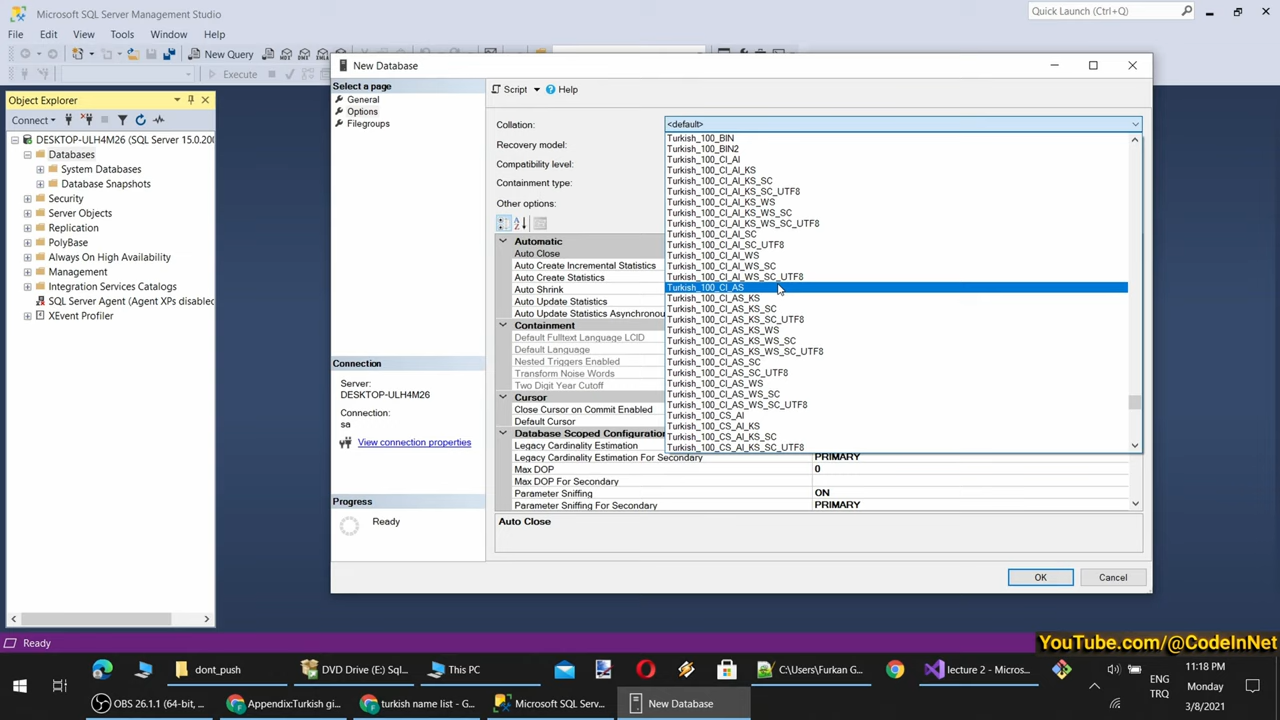 Microsoft SQL Server Management Studio
Quick Launch (Ctrl+Q)
File Edit View Tools Window Help
New Query
Execute
Object Explorer
Connect
DESKTOP-ULH4M26 (SQL Server 15.0.200
Databases
System Databases
Database Snapshots
Security
Server Objects
Replication
PolyBase
Always On High Availability
Management
Integration Services Catalogs
SQL Server Agent (Agent XPs disabled
XEvent Profiler
New Database
Select a page
General
Options
Filegroups
Connection
Server:
DESKTOP-ULH4M26
Connection:
sa
View connection properties
Progress
Ready
Script Help
Collation: <default>
Recovery model:
Compatibility level:
Containment type:
Other options:
Turkish_100_BIN
Turkish_100_BIN2
Turkish_100_CI_AI
Turkish_100_CI_AI_KS
Turkish_100_CI_AI_KS_SC
Turkish_100_CI_AI_KS_SC_UTF8
Turkish_100_CI_AI_KS_WS
Turkish_100_CI_AI_KS_WS_SC
Turkish_100_CI_AI_KS_WS_SC_UTF8
Turkish_100_CI_AI_SC
Turkish_100_CI_AI_SC_UTF8
Turkish_100_CI_AI_WS
Turkish_100_CI_AI_WS_SC
Turkish_100_CI_AI_WS_SC_UTF8
Turkish_100_CI_AS
Turkish_100_CI_AS_KS
Turkish_100_CI_AS_KS_SC
Turkish_100_CI_AS_KS_SC_UTF8
Turkish_100_CI_AS_KS_WS
Turkish_100_CI_AS_KS_WS_SC
Turkish_100_CI_AS_KS_WS_SC_UTF8
Turkish_100_CI_AS_SC
Turkish_100_CI_AS_SC_UTF8
Turkish_100_CI_AS_WS
Turkish_100_CI_AS_WS_SC
Turkish_100_CI_AS_WS_SC_UTF8
Turkish_100_CS_AI
Turkish_100_CS_AI_KS
Turkish_100_CS_AI_KS_SC
Turkish_100_CS_AI_KS_SC_UTF8
Automatic
Auto Close
Auto Create Incremental Statistics
Auto Create Statistics
Auto Shrink
Auto Update Statistics
Auto Update Statistics Asynchronou
Containment
Default Fulltext Language LCID
Default Language
Nested Triggers Enabled
Transform Noise Words
Two Digit Year Cutoff
Cursor
Close Cursor on Commit Enabled
Default Cursor
Database Scoped Configuration
Legacy Cardinality Estimation
Legacy Cardinality Estimation For Secondary PRIMARY
Max DOP 0
Max DOP For Secondary
Parameter Sniffing ON
Parameter Sniffing For Secondary PRIMARY
Auto Close
OK Cancel
Ready
YouTube.com/@CodeInNet
dont_push
DVD Drive (E:) Sql...
This PC
C:\Users\Furkan G...
lecture 2 - Micros...
ENG
TRQ
11:18 PM
Monday
3/8/2021
OBS 26.1.1 (64-bit, ...
Appendix:Turkish gi...
turkish name list - G...
Microsoft SQL Serv...
New Database